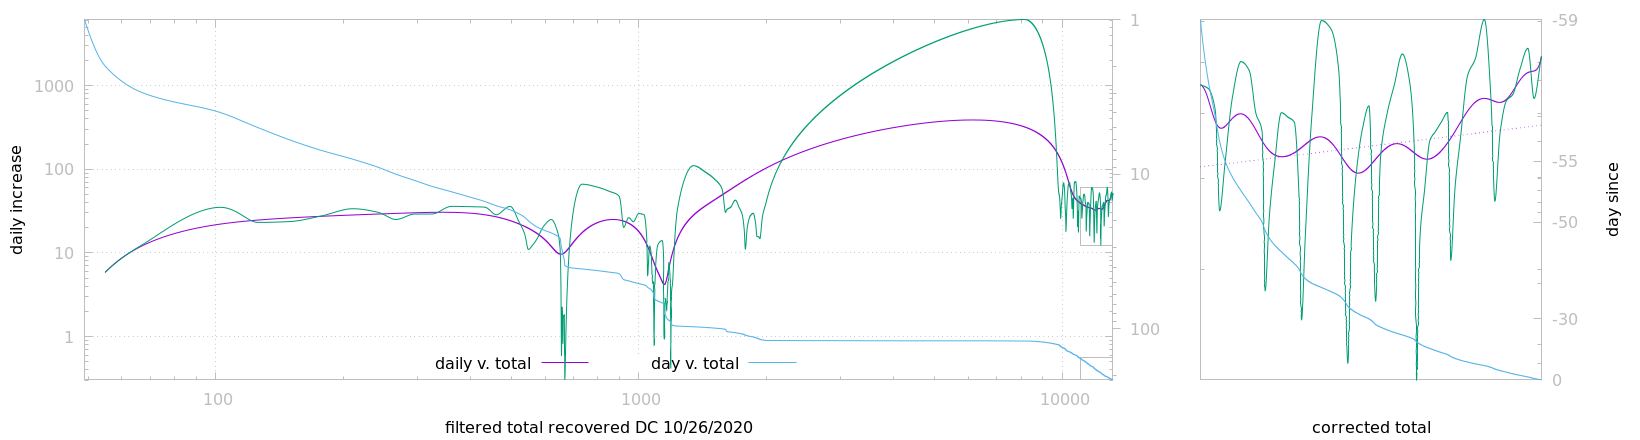 1000
100
10
1
daily increase
100
1000
10000
1
10
100
daily v. total
day v. total
filtered total recovered DC 10/26/2020
-59
-55
-50
-30
0
day since
corrected total